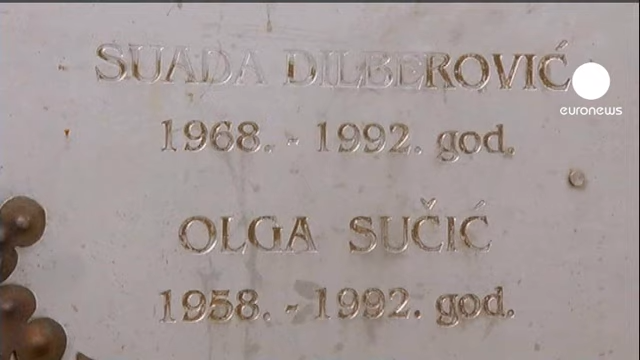 SUADA DILBEROVIĆ
euronews
1968. - 1992. god.
OLGA SUČIĆ
1958. - 1992. god.